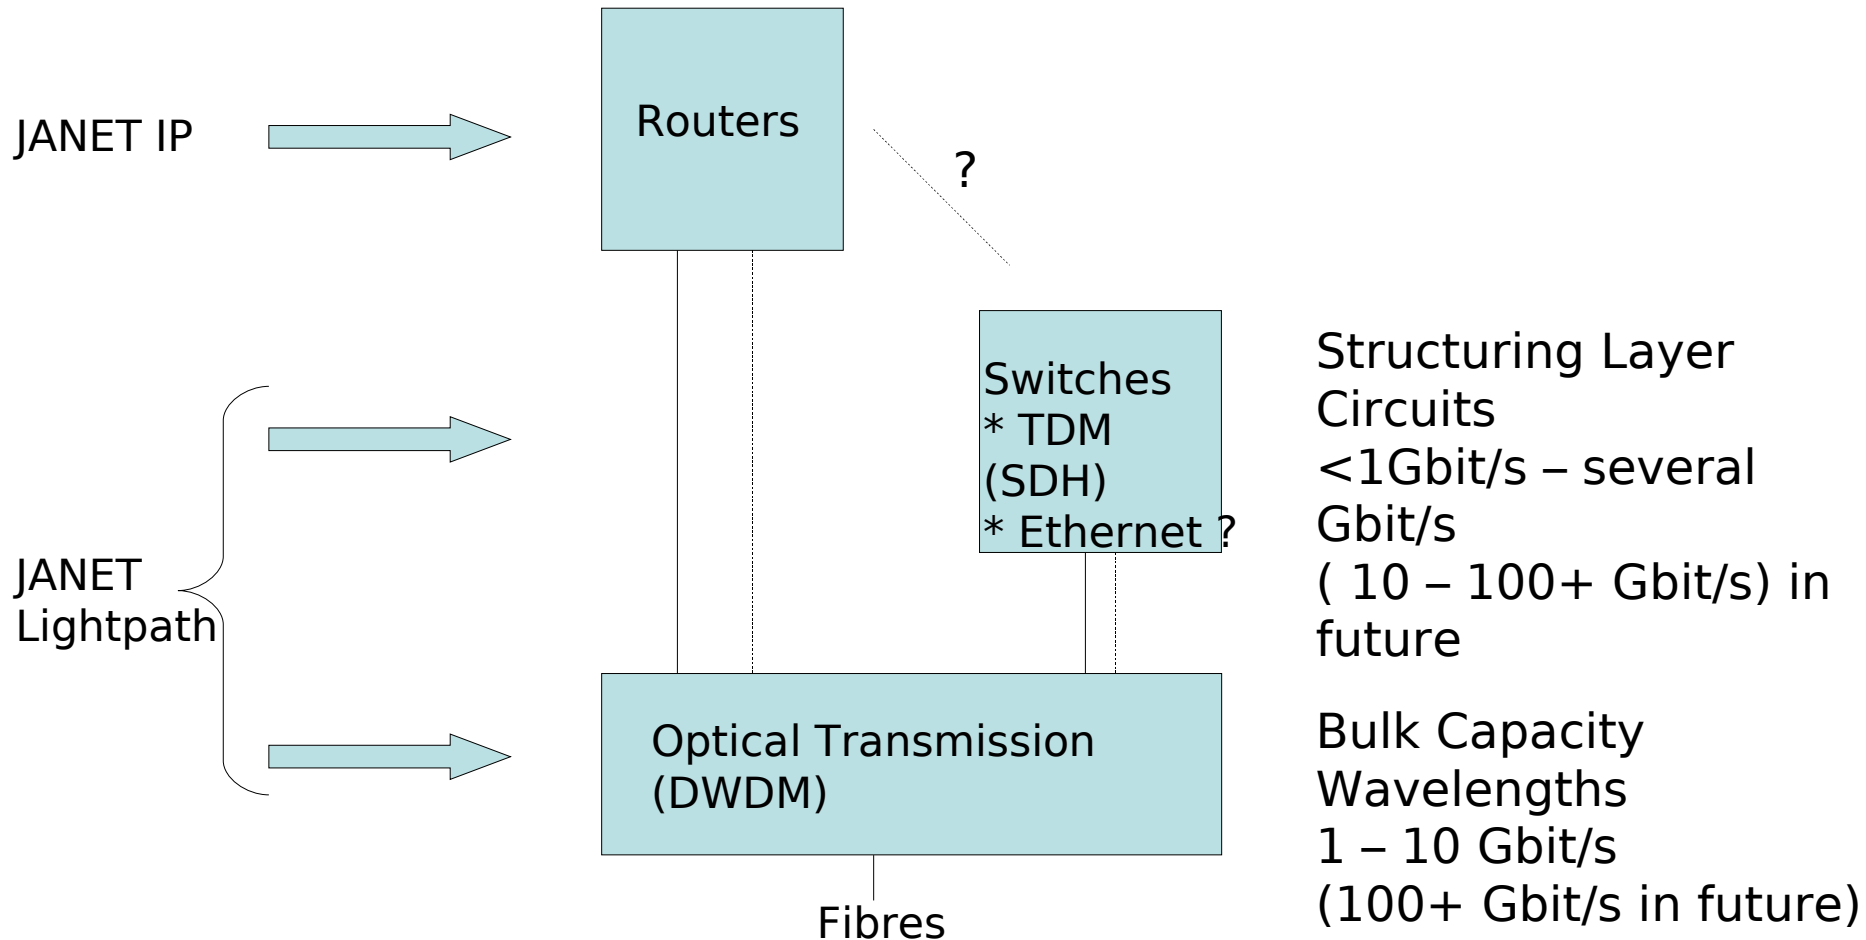 JANET IP
Routers
?
Switches
* TDM
(SDH)
* Ethernet ?
Structuring Layer
Circuits
<1Gbit/s – several
Gbit/s
( 10 – 100+ Gbit/s) in
future
JANET
Lightpath
Optical Transmission
(DWDM)
Bulk Capacity
Wavelengths
1 – 10 Gbit/s
(100+ Gbit/s in future)
Fibres